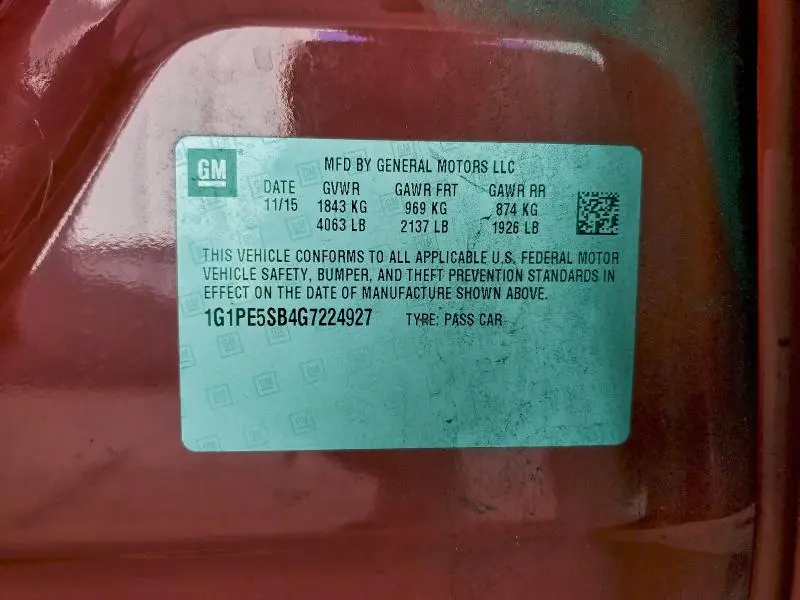 GM
MFD BY GENERAL MOTORS LLC
DATE GVWR GAWR FRT GAWR RR
11/15 1843 KG 969 KG 874 KG
4063 LB 2137 LB 1926 LB
THIS VEHICLE CONFORMS TO ALL APPLICABLE U.S. FEDERAL MOTOR
VEHICLE SAFETY, BUMPER, AND THEFT PREVENTION STANDARDS IN
EFFECT ON THE DATE OF MANUFACTURE SHOWN ABOVE.
1G1PE5SB4G7224927 TYPE: PASS CAR